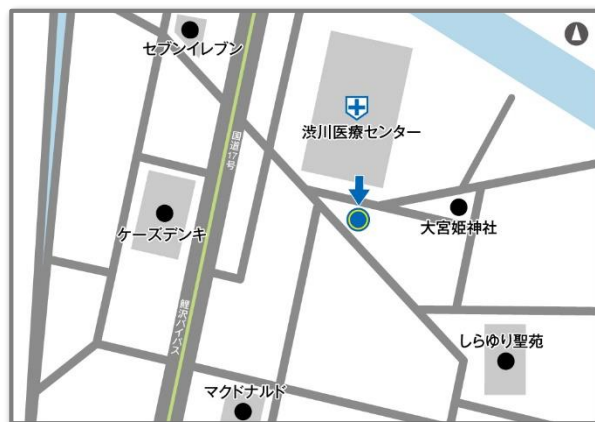 セブンイレブン
国道17号
渋川医療センター
ケーズデンキ
大宮姫神社
鯉沢バイパス
しらゆり聖苑
マクドナルド